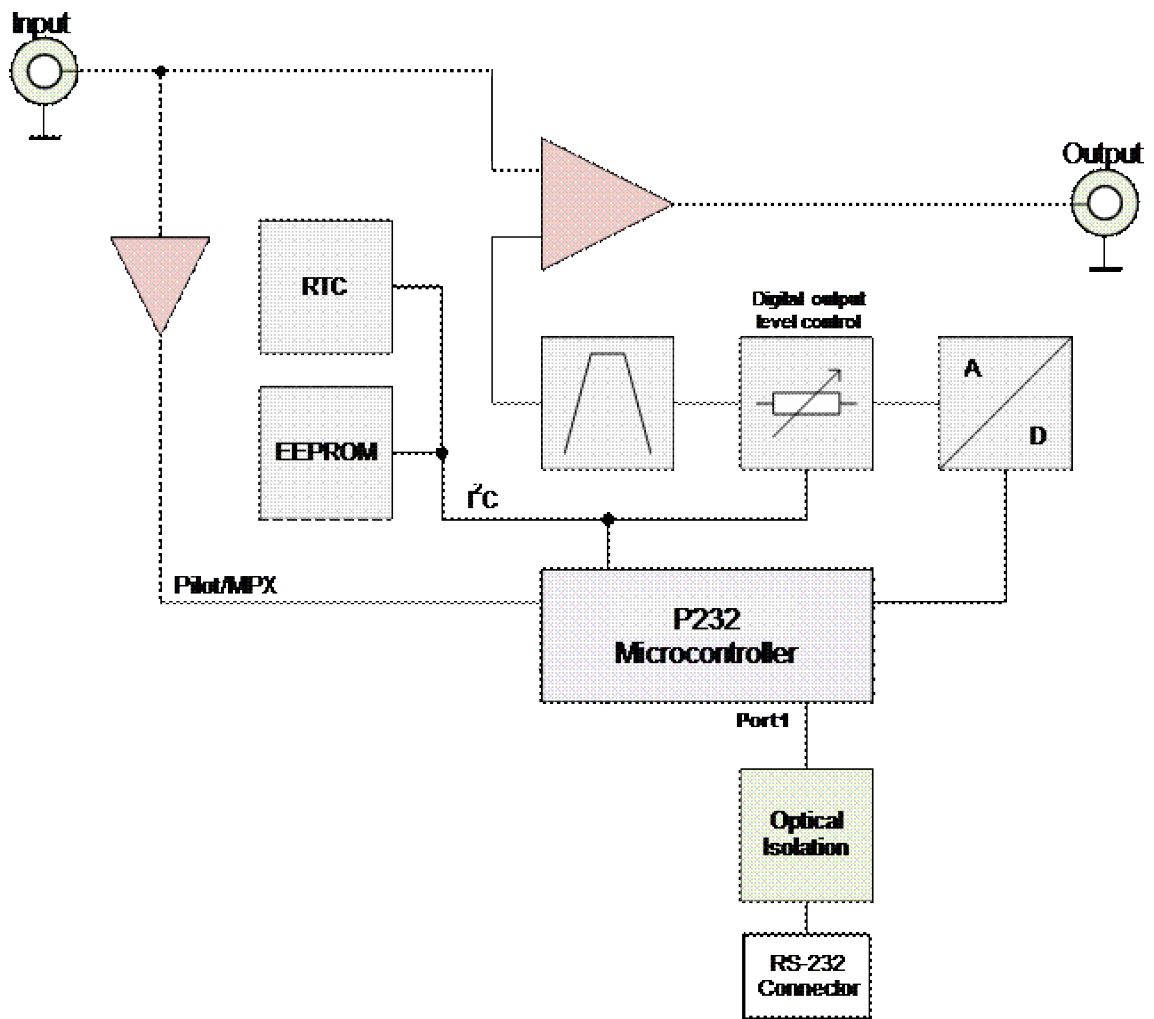 Input
Output
RTC
Digital output
level control
A
D
EEPROM
I²C
Pilot/MPX
P232
Microcontroller
Port1
Optical
Isolation
RS-232
Connector